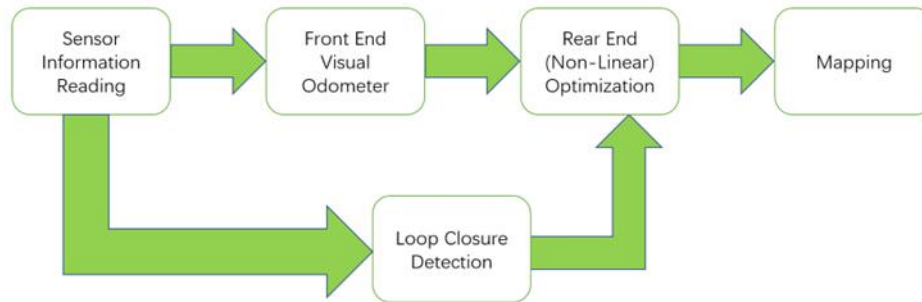 Sensor
Information
Reading
Front End
Visual
Odometer
Rear End
(Non-Linear)
Optimization
Mapping
Loop Closure
Detection